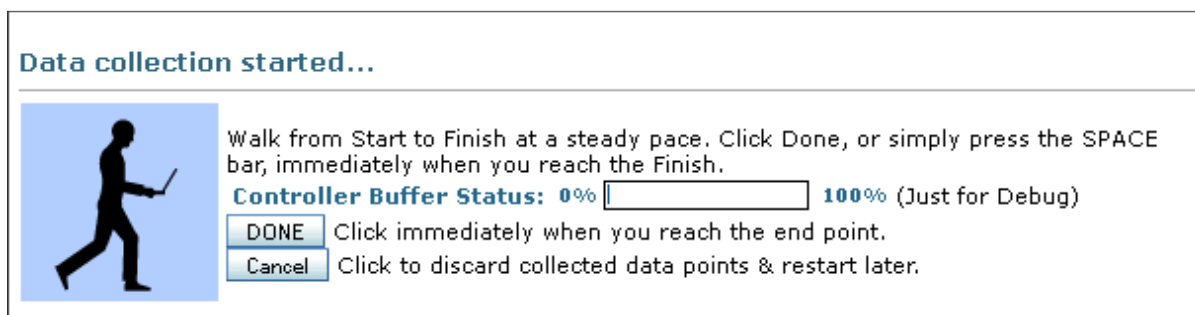 Data collection started...
Walk from Start to Finish at a steady pace. Click Done, or simply press the SPACE
bar, immediately when you reach the Finish.
Controller Buffer Status: 0% 100% (Just for Debug)
DONE Click immediately when you reach the end point.
Cancel Click to discard collected data points & restart later.